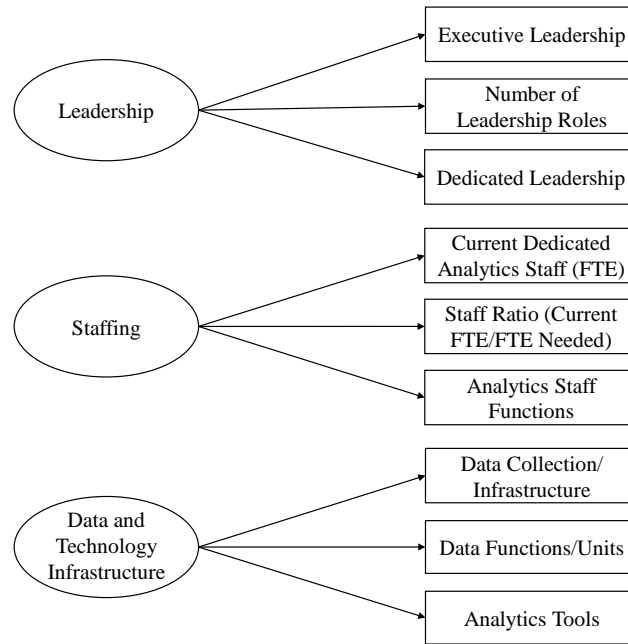 Leadership
Executive Leadership
Number of
Leadership Roles
Dedicated Leadership
Staffing
Current Dedicated
Analytics Staff (FTE)
Staff Ratio (Current
FTE/FTE Needed)
Analytics Staff
Functions
Data and
Technology
Infrastructure
Data Collection/
Infrastructure
Data Functions/Units
Analytics Tools